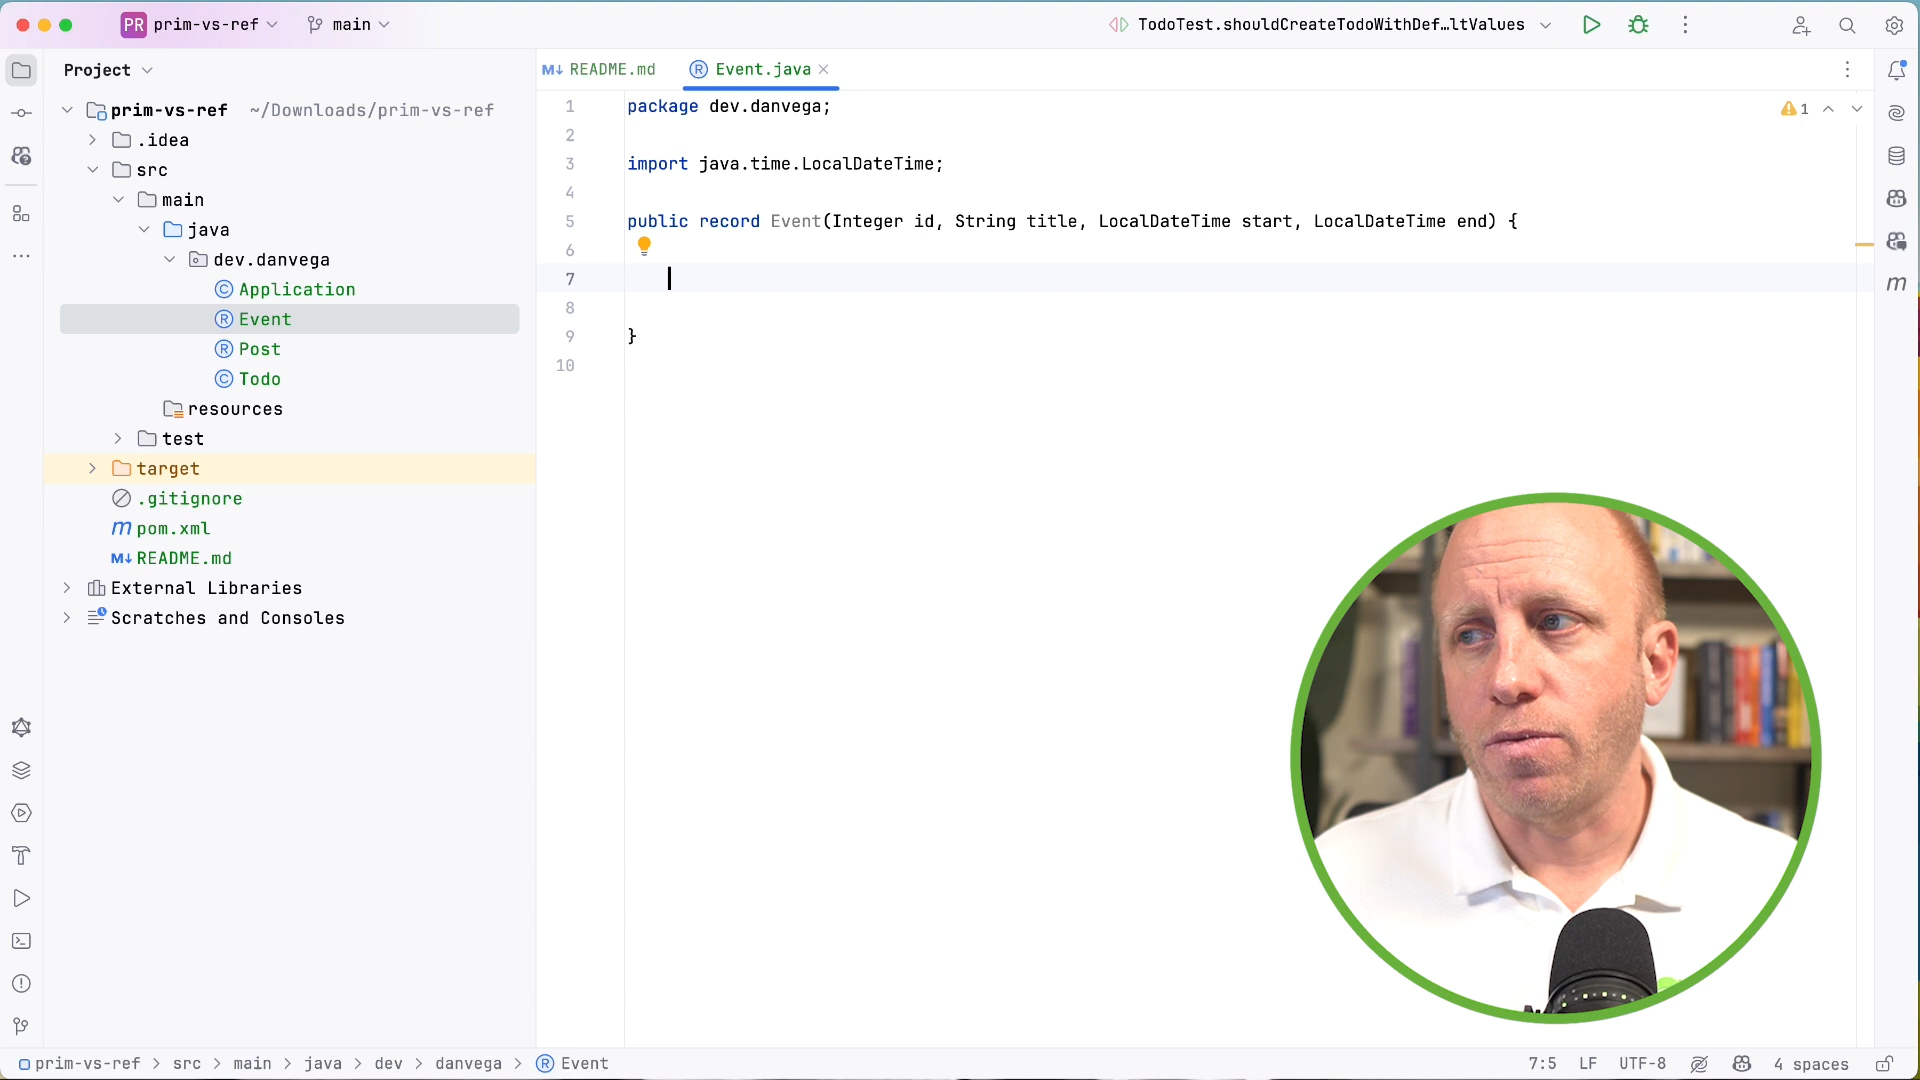 PR prim-vs-ref main TodoTest.shouldCreateTodoWithDef…ltValues
Project
prim-vs-ref ~/Downloads/prim-vs-ref
.idea
src
main
java
dev.danvega
Application
Event
Post
Todo
resources
test
target
.gitignore
pom.xml
README.md
External Libraries
Scratches and Consoles
README.md Event.java
1 package dev.danvega;
2
3 import java.time.LocalDateTime;
4
5 public record Event(Integer id, String title, LocalDateTime start, LocalDateTime end) {
6
7
8
9 }
10
1
prim-vs-ref > src > main > java > dev > danvega > Event
7:5 LF UTF-8 4 spaces